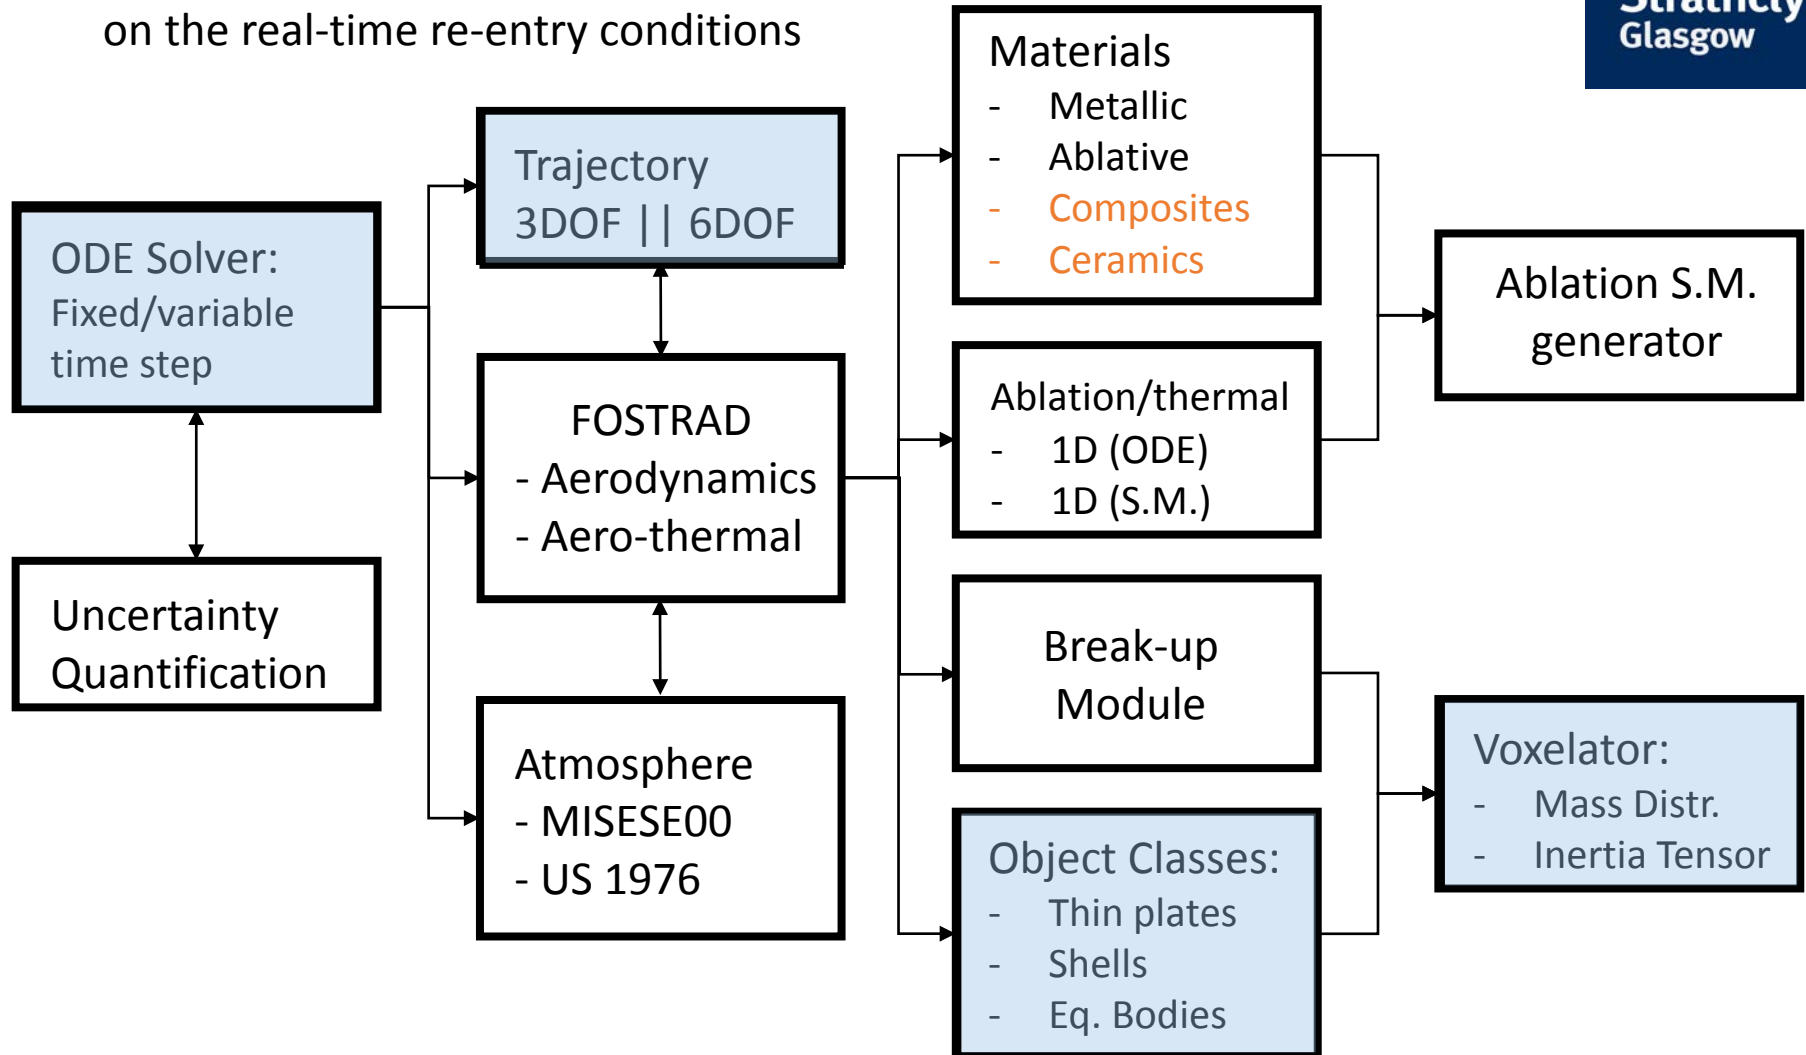 on the real-time re-entry conditions
Glasgow
ODE Solver:
Fixed/variable
time step
Uncertainty
Quantification
Trajectory
3DOF || 6DOF
FOSTRAD
- Aerodynamics
- Aero-thermal
Atmosphere
- MISESE00
- US 1976
Materials
- Metallic
- Ablative
- Composites
- Ceramics
Ablation/thermal
- 1D (ODE)
- 1D (S.M.)
Break-up
Module
Object Classes:
- Thin plates
- Shells
- Eq. Bodies
Ablation S.M.
generator
Voxelator:
- Mass Distr.
- Inertia Tensor